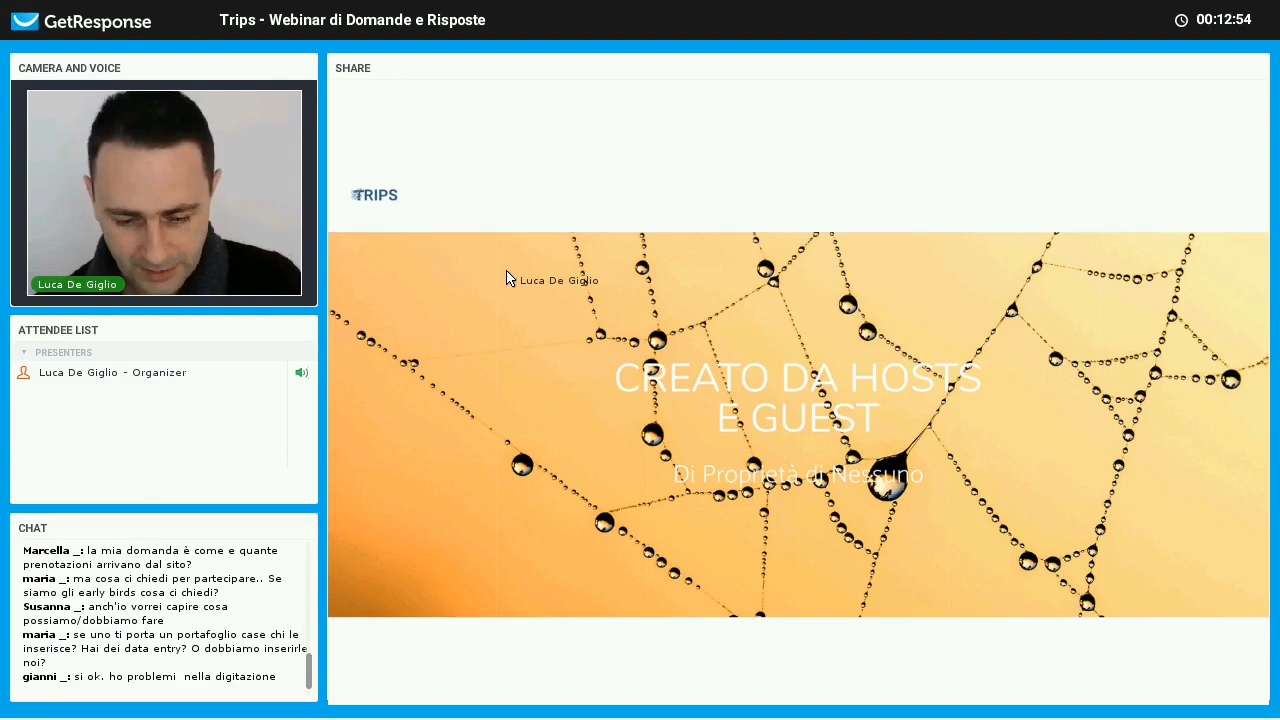 GetResponse
Trips - Webinar di Domande e Risposte
00:12:54
CAMERA AND VOICE
Luca De Giglio
ATTENDEE LIST
PRESENTERS
Luca De Giglio - Organizer
CHAT
Marcella _: la mia domanda è come e quante
prenotazioni arrivano dal sito?
maria _: ma cosa ci chiedi per partecipare.. Se
siamo gli early birds cosa ci chiedi?
Susanna _: anch'io vorrei capire cosa
possiamo/dobbiamo fare
maria _: se uno ti porta un portafoglio case chi le
inserisce? Hai dei data entry? O dobbiamo inserirle
noi?
gianni _: si ok. ho problemi nella digitazione
SHARE
TRIPS
Luca De Giglio
CREATO DA HOSTS
E GUEST
Di Proprietà di Nessuno